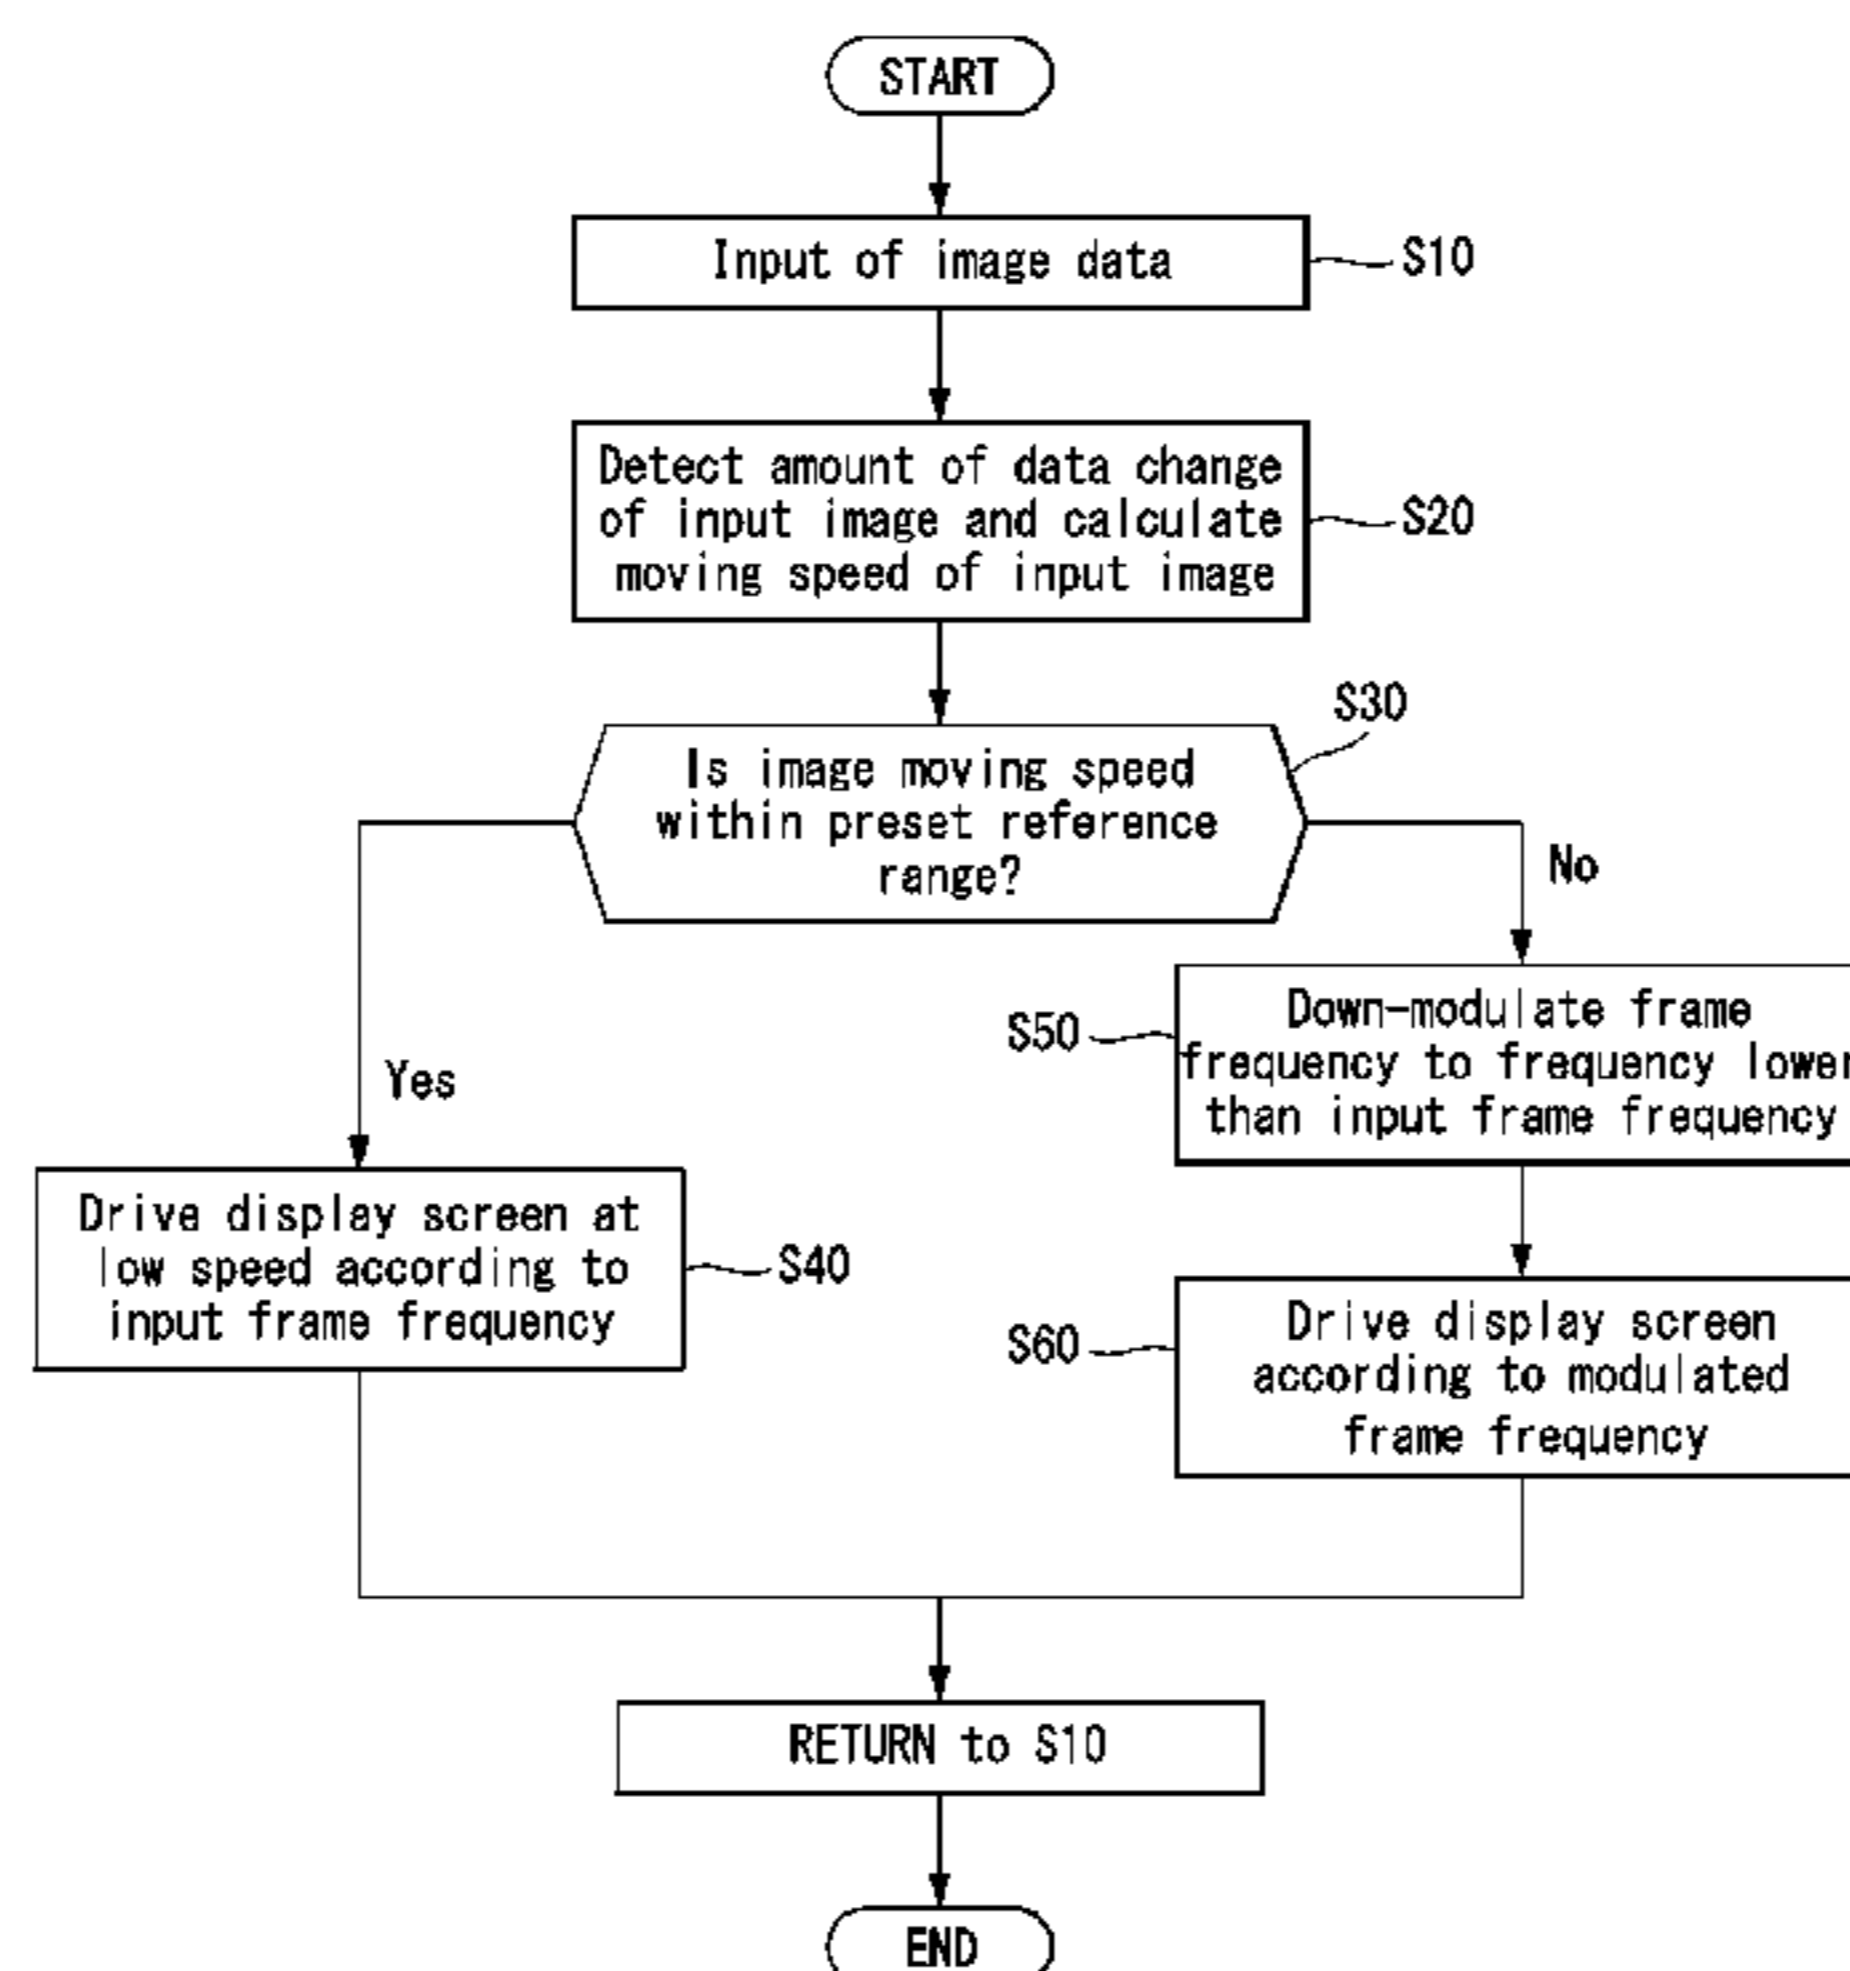 START
Input of image data
S10
Detect amount of data change
of input image and calculate
moving speed of input image
S20
S30
Is image moving speed
within preset reference
range?
No
Yes
S50
Down-modulate frame
frequency to frequency lower
than input frame frequency
Drive display screen at
low speed according to
input frame frequency
S40
S60
Drive display screen
according to modulated
frame frequency
RETURN to S10
END